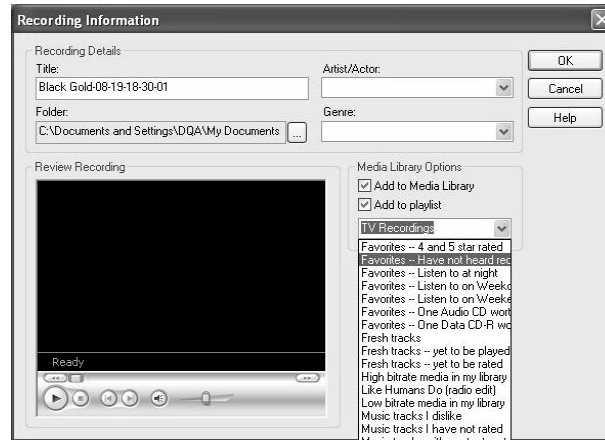 Recording Information
Recording Details
Title:
Artist/Actor:
Black Gold-08-19-18-30-01
Folder:
Genre:
C:\Documents and Settings\DQA\My Documents
...
OK
Cancel
Help
Review Recording
Ready
Media Library Options
Add to Media Library
Add to playlist
TV Recordings
Favorites -- 4 and 5 star rated
Favorites -- Have not heard rec
Favorites -- Listen to at night
Favorites -- Listen to on Weekd
Favorites -- Listen to on Weeke
Favorites -- One Audio CD wort
Favorites -- One Data CD-R wo
Fresh tracks
Fresh tracks -- yet to be played
Fresh tracks -- yet to be rated
High bitrate media in my library
Like Humans Do (radio edit)
Low bitrate media in my library
Music tracks I dislike
Music tracks I have not rated